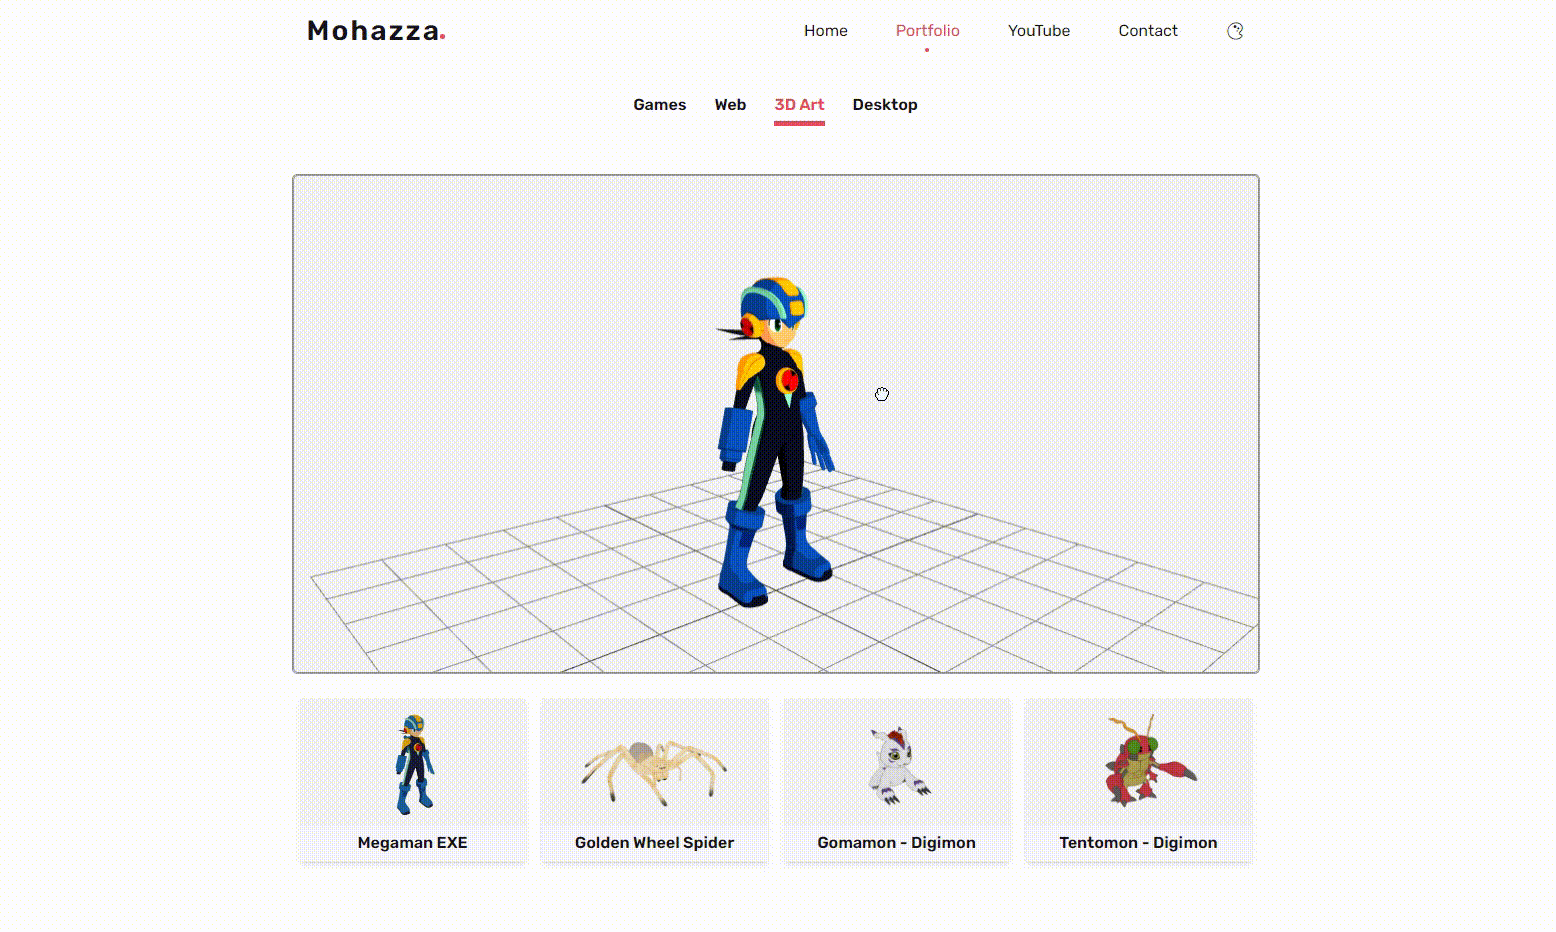 Mohazza.
Home Portfolio YouTube Contact
Games Web 3D Art Desktop
Megaman EXE
Golden Wheel Spider
Gomamon - Digimon
Tentomon - Digimon